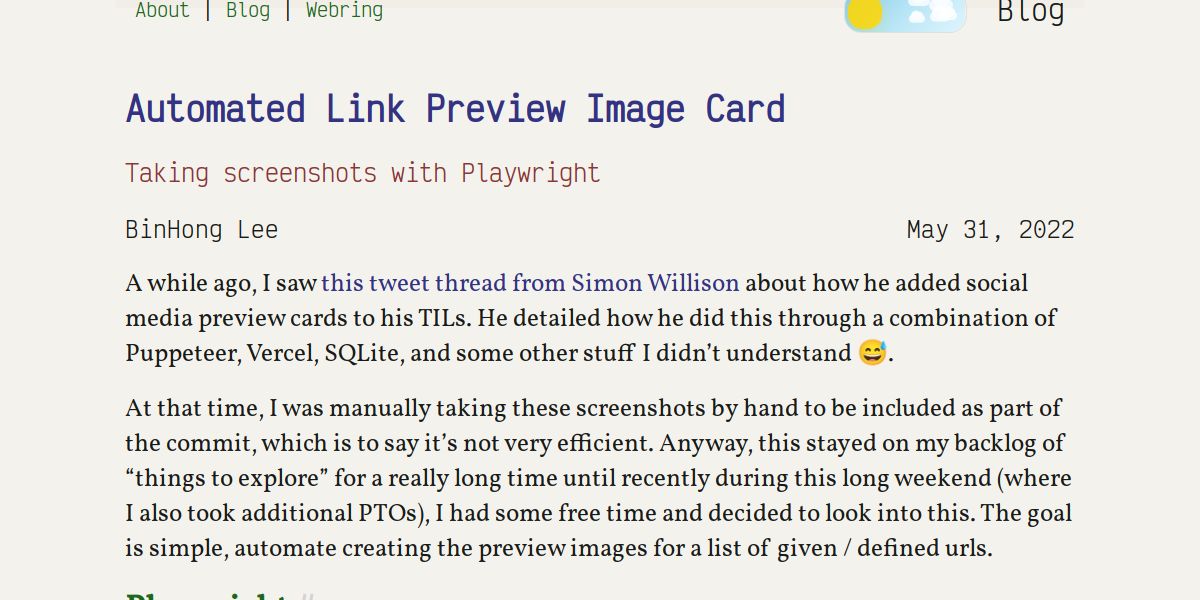 About | Blog | Webring
Blog
Automated Link Preview Image Card
Taking screenshots with Playwright
BinHong Lee
May 31, 2022
A while ago, I saw this tweet thread from Simon Willison about how he added social
media preview cards to his TILs. He detailed how he did this through a combination of
Puppeteer, Vercel, SQLite, and some other stuff I didn’t understand 😅.
At that time, I was manually taking these screenshots by hand to be included as part of
the commit, which is to say it’s not very efficient. Anyway, this stayed on my backlog of
“things to explore” for a really long time until recently during this long weekend (where
I also took additional PTOs), I had some free time and decided to look into this. The goal
is simple, automate creating the preview images for a list of given / defined urls.
Playwright #